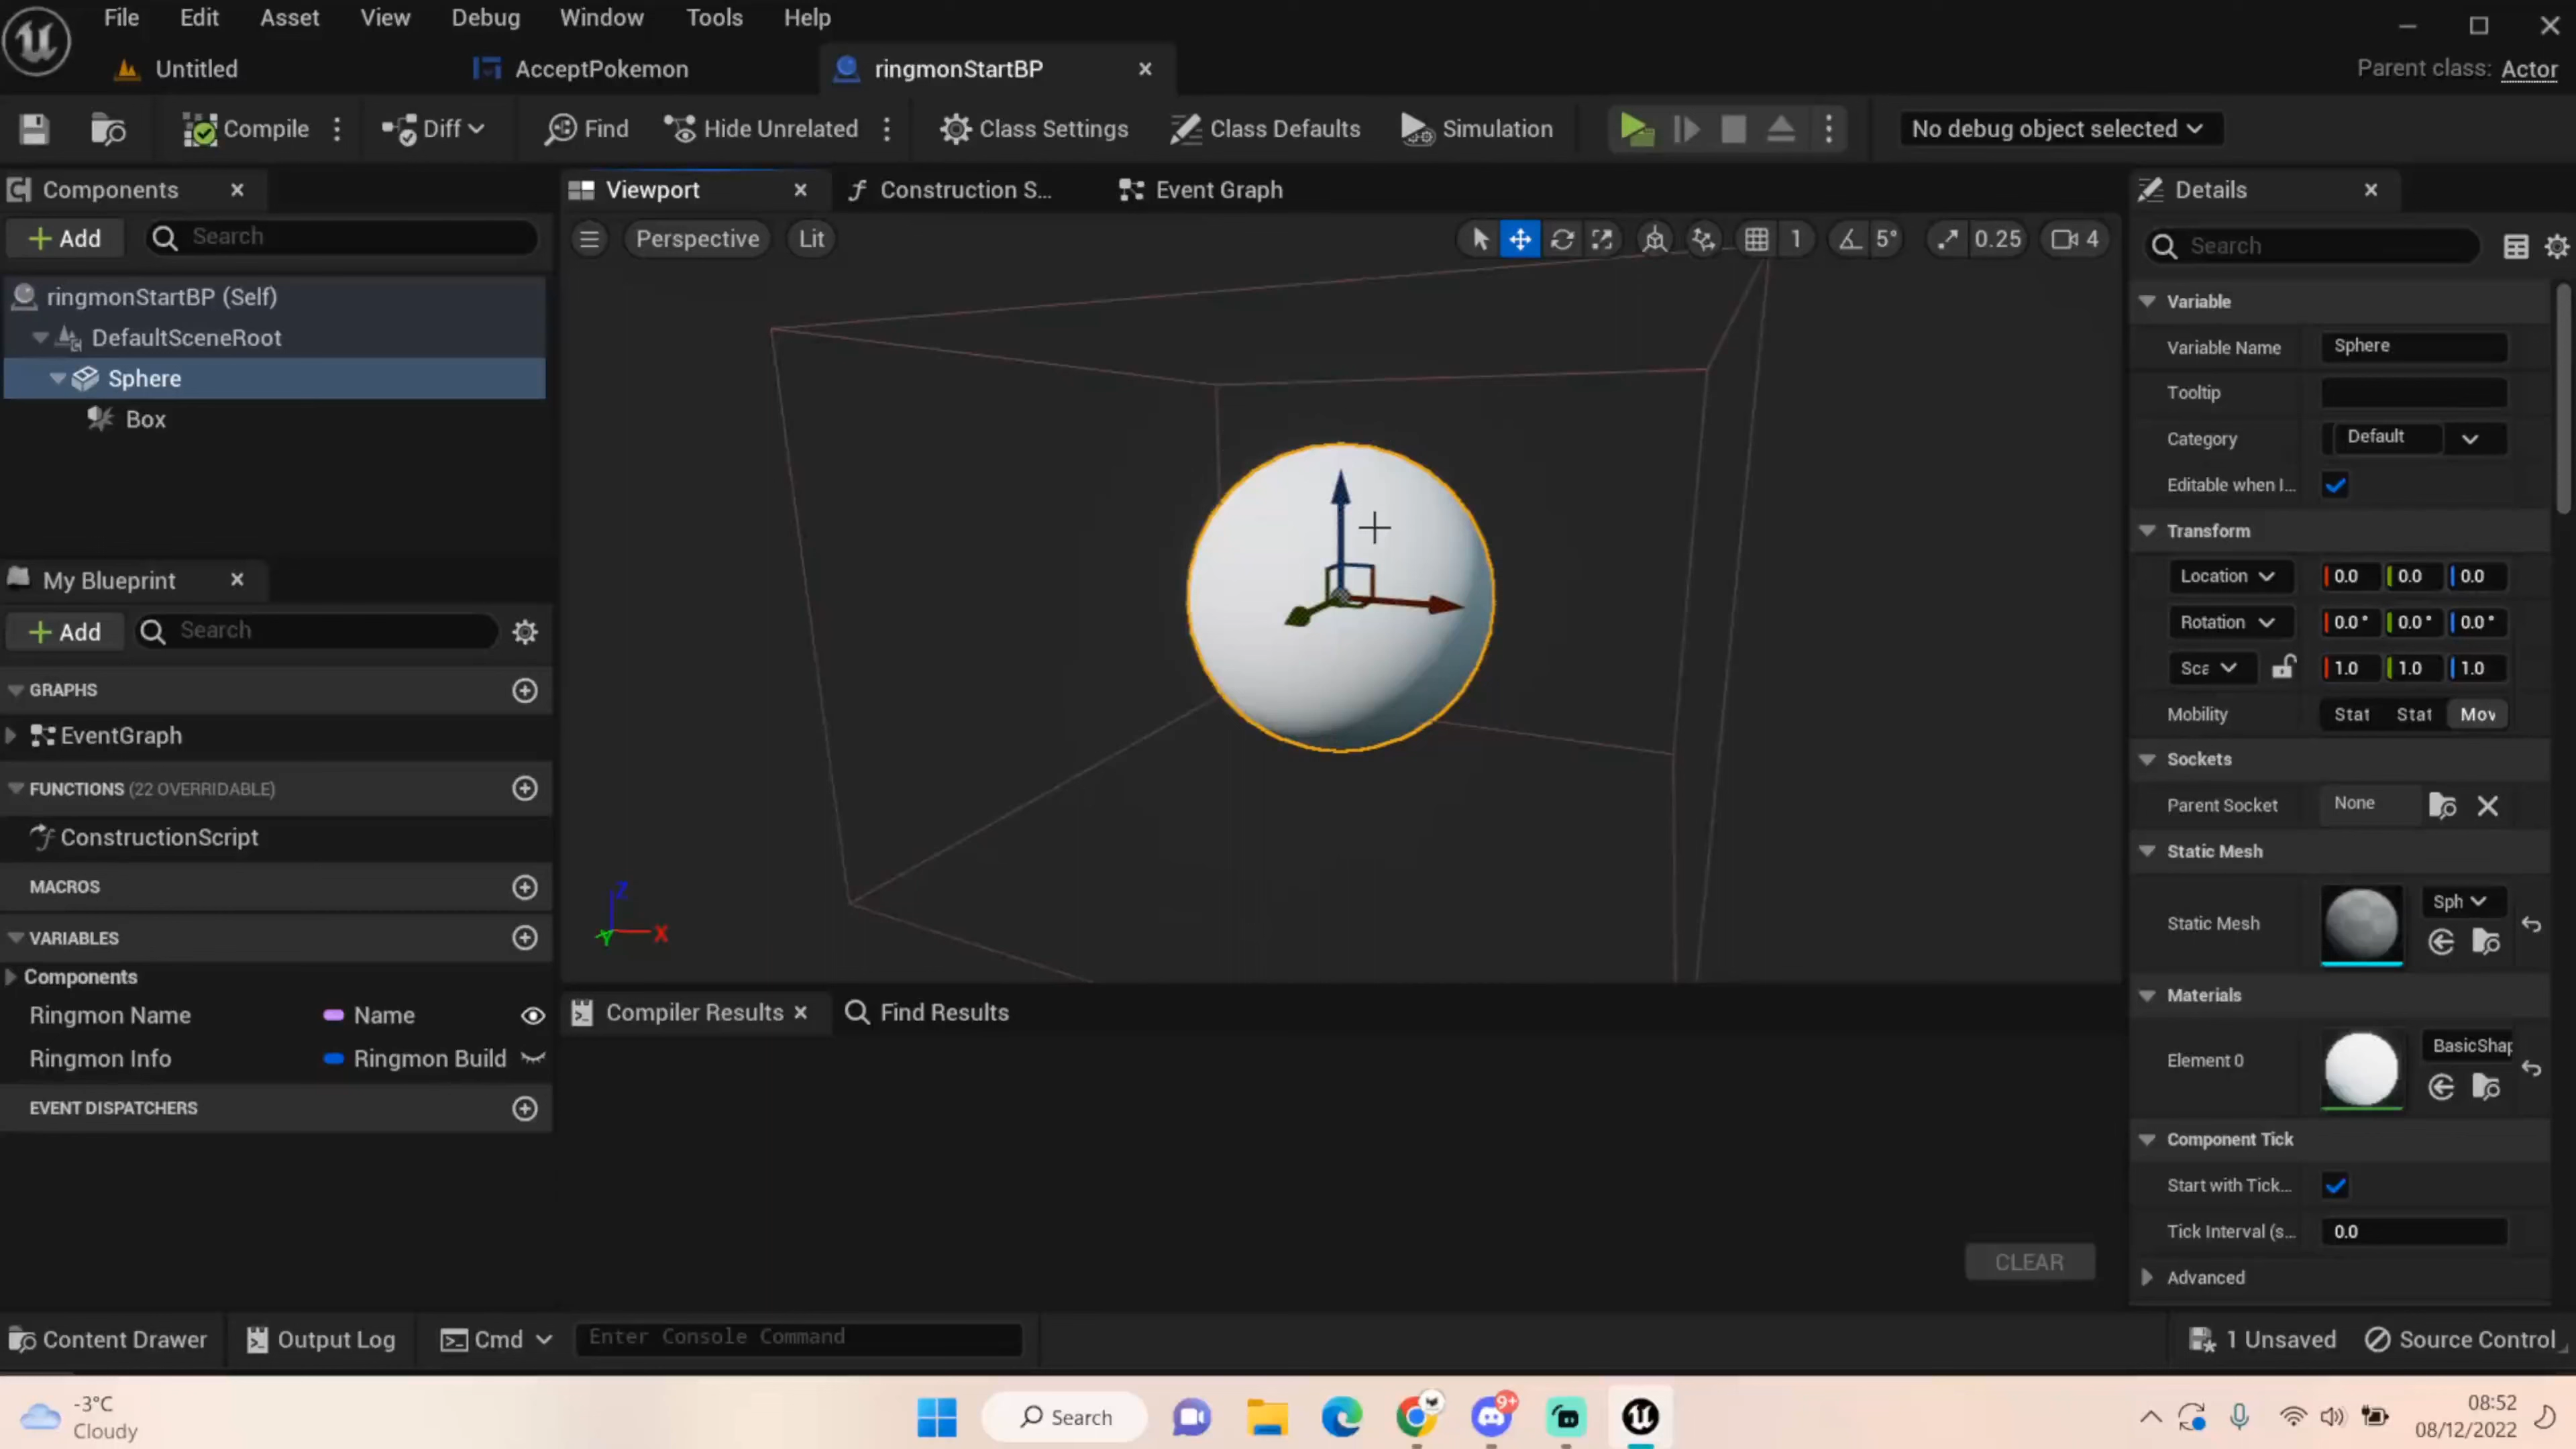 File Edit Asset View Debug Window Tools Help
Untitled AcceptPokemon ringmonStartBP Parent class: Actor
Compile Diff Find Hide Unrelated Class Settings Class Defaults Simulation No debug object selected
Components Viewport Construction S... Event Graph Details
Add Search Perspective Lit 1 5° 0.25 4 Search
ringmonStartBP (Self)
DefaultSceneRoot
Sphere
Box
Variable
Variable Name Sphere
Tooltip
Category Default
Editable when I...
Transform
Location 0.0 0.0 0.0
Rotation 0.0° 0.0° 0.0°
Sca 1.0 1.0 1.0
Mobility Stat Stat Mov
Sockets
Parent Socket None
Static Mesh
Static Mesh Sph
Materials
Element 0 BasicShap
Component Tick
Start with Tick...
Tick Interval (s... 0.0
Advanced
My Blueprint
Add Search
GRAPHS
EventGraph
FUNCTIONS (22 OVERRIDABLE)
ConstructionScript
MACROS
VARIABLES
Components
Ringmon Name Name
Ringmon Info Ringmon Build
EVENT DISPATCHERS
Z
Y X
Compiler Results Find Results
CLEAR
Content Drawer Output Log Cmd Enter Console Command 1 Unsaved Source Control
-3°C
Cloudy
Search
9+
08:52
08/12/2022